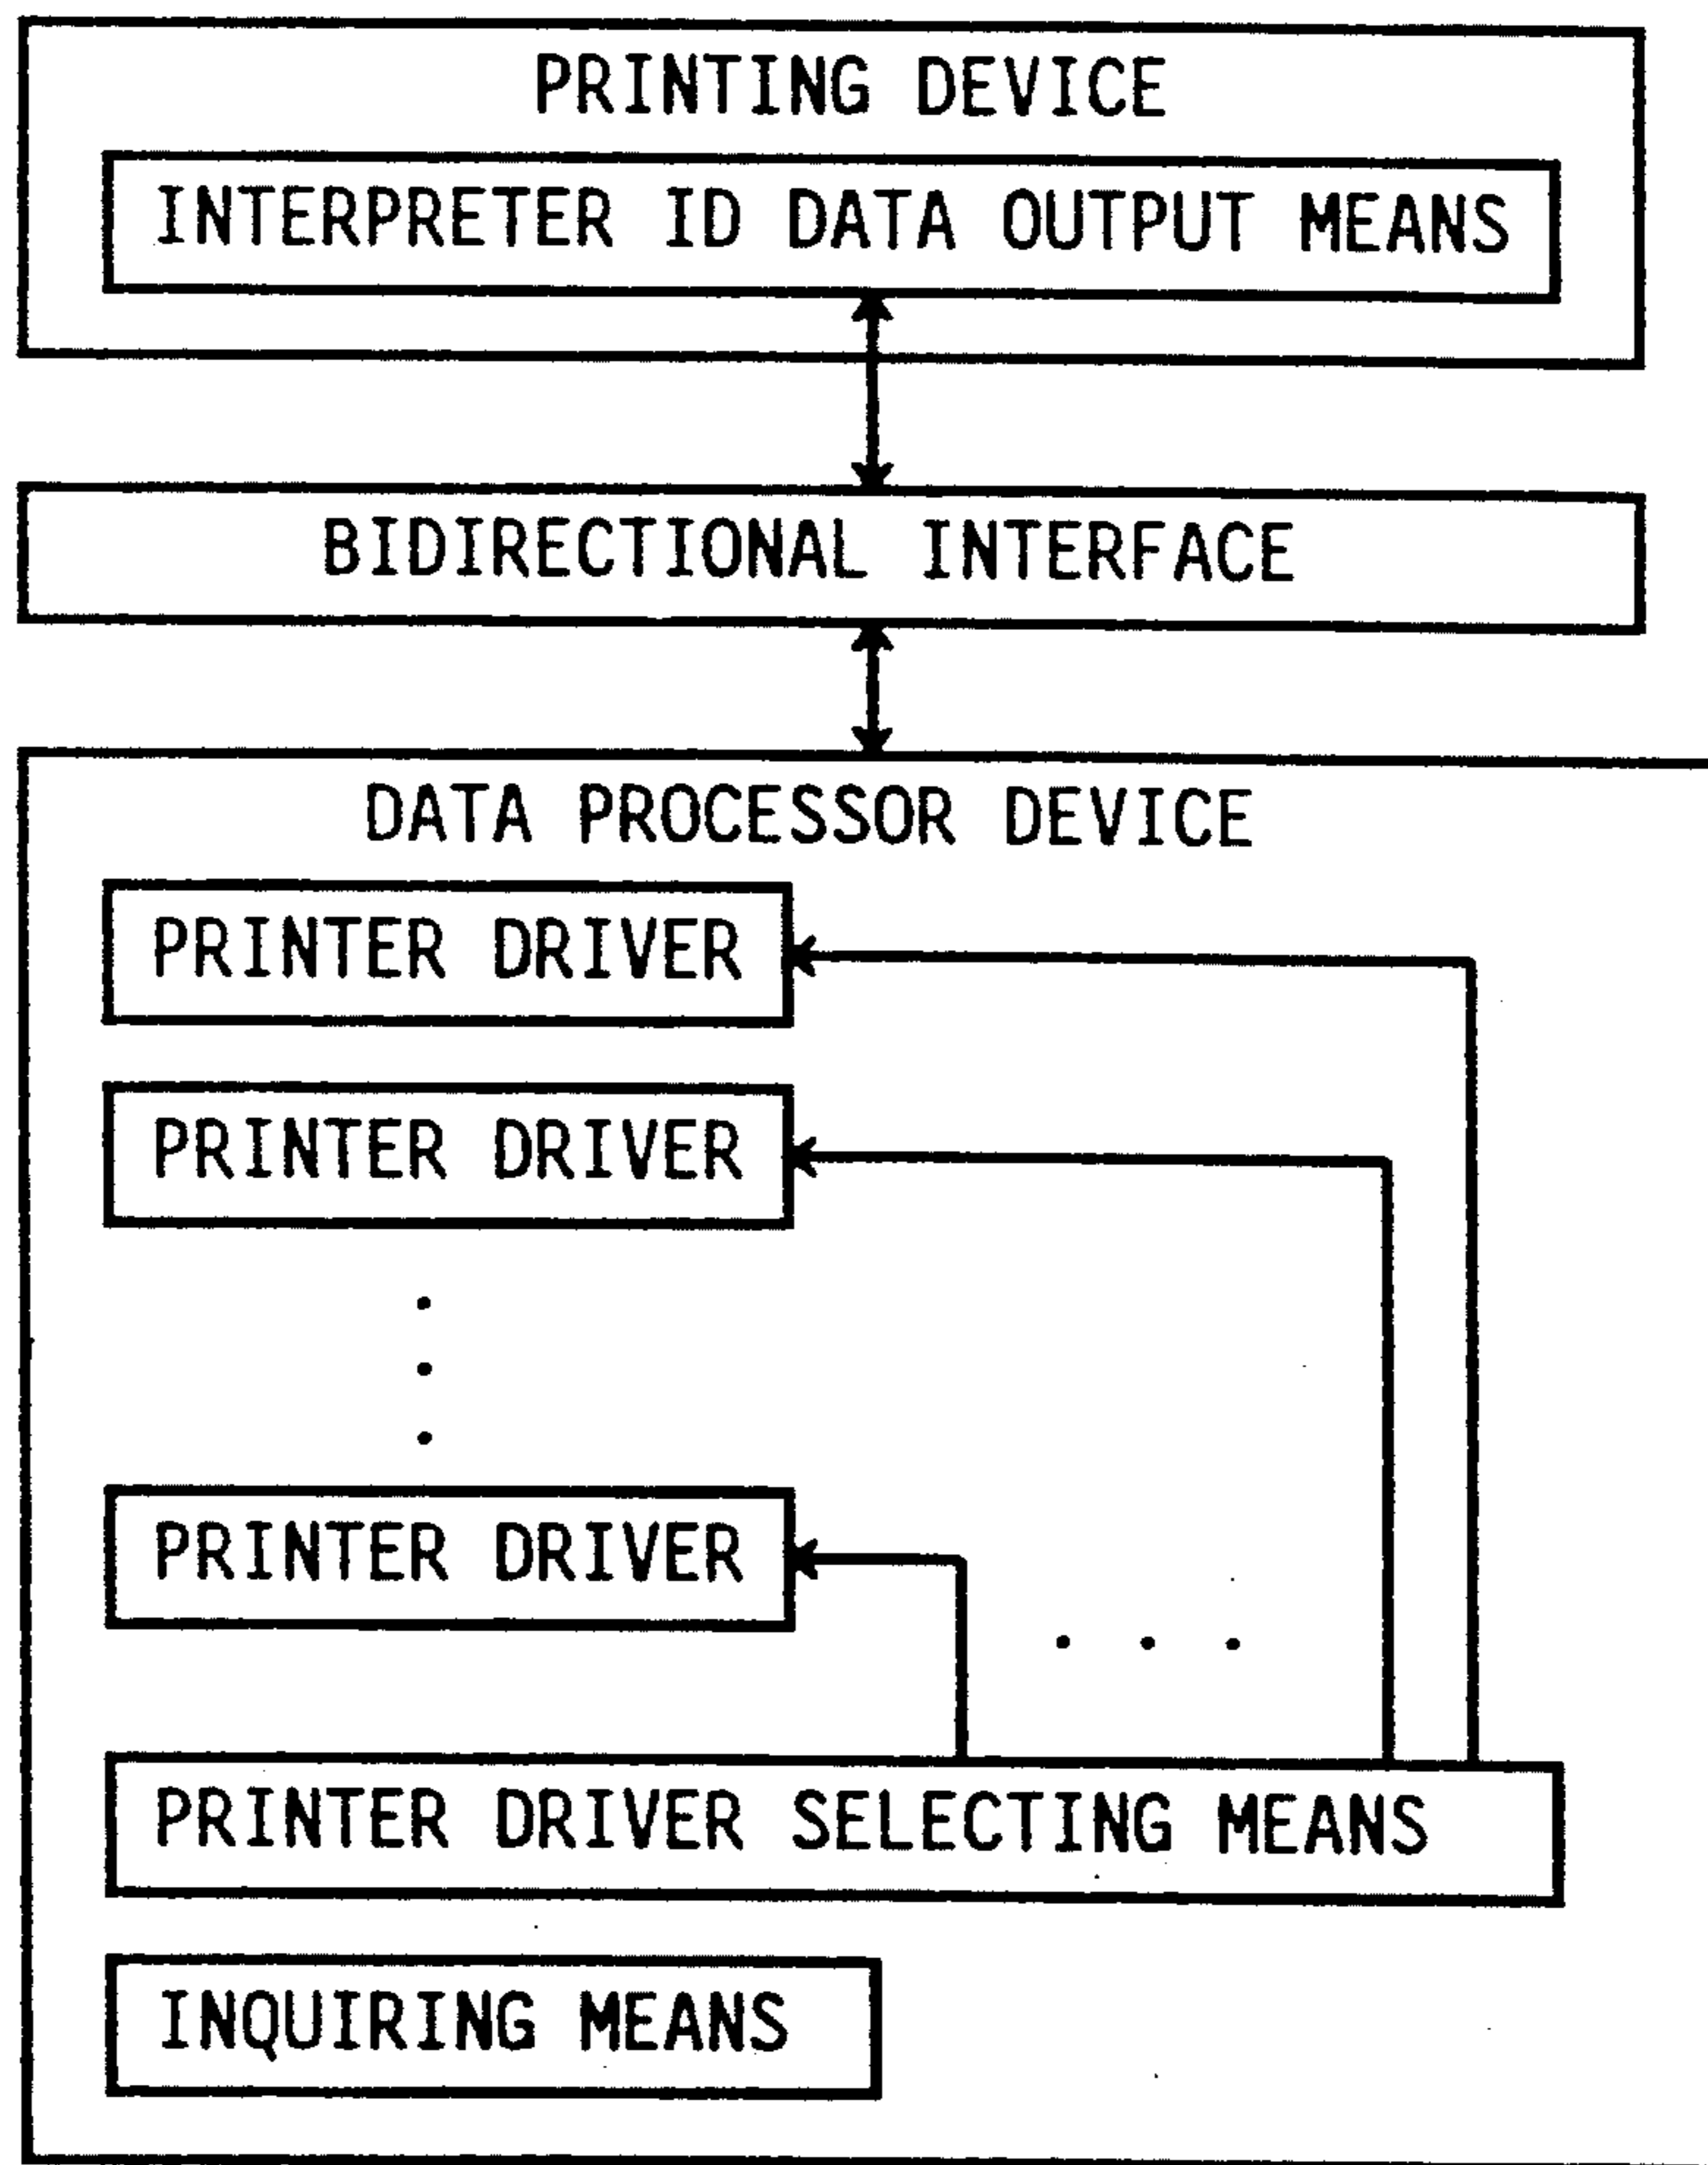 PRINTING DEVICE
INTERPRETER ID DATA OUTPUT MEANS
BIDIRECTIONAL INTERFACE
DATA PROCESSOR DEVICE
PRINTER DRIVER
PRINTER DRIVER
PRINTER DRIVER
PRINTER DRIVER SELECTING MEANS
INQUIRING MEANS